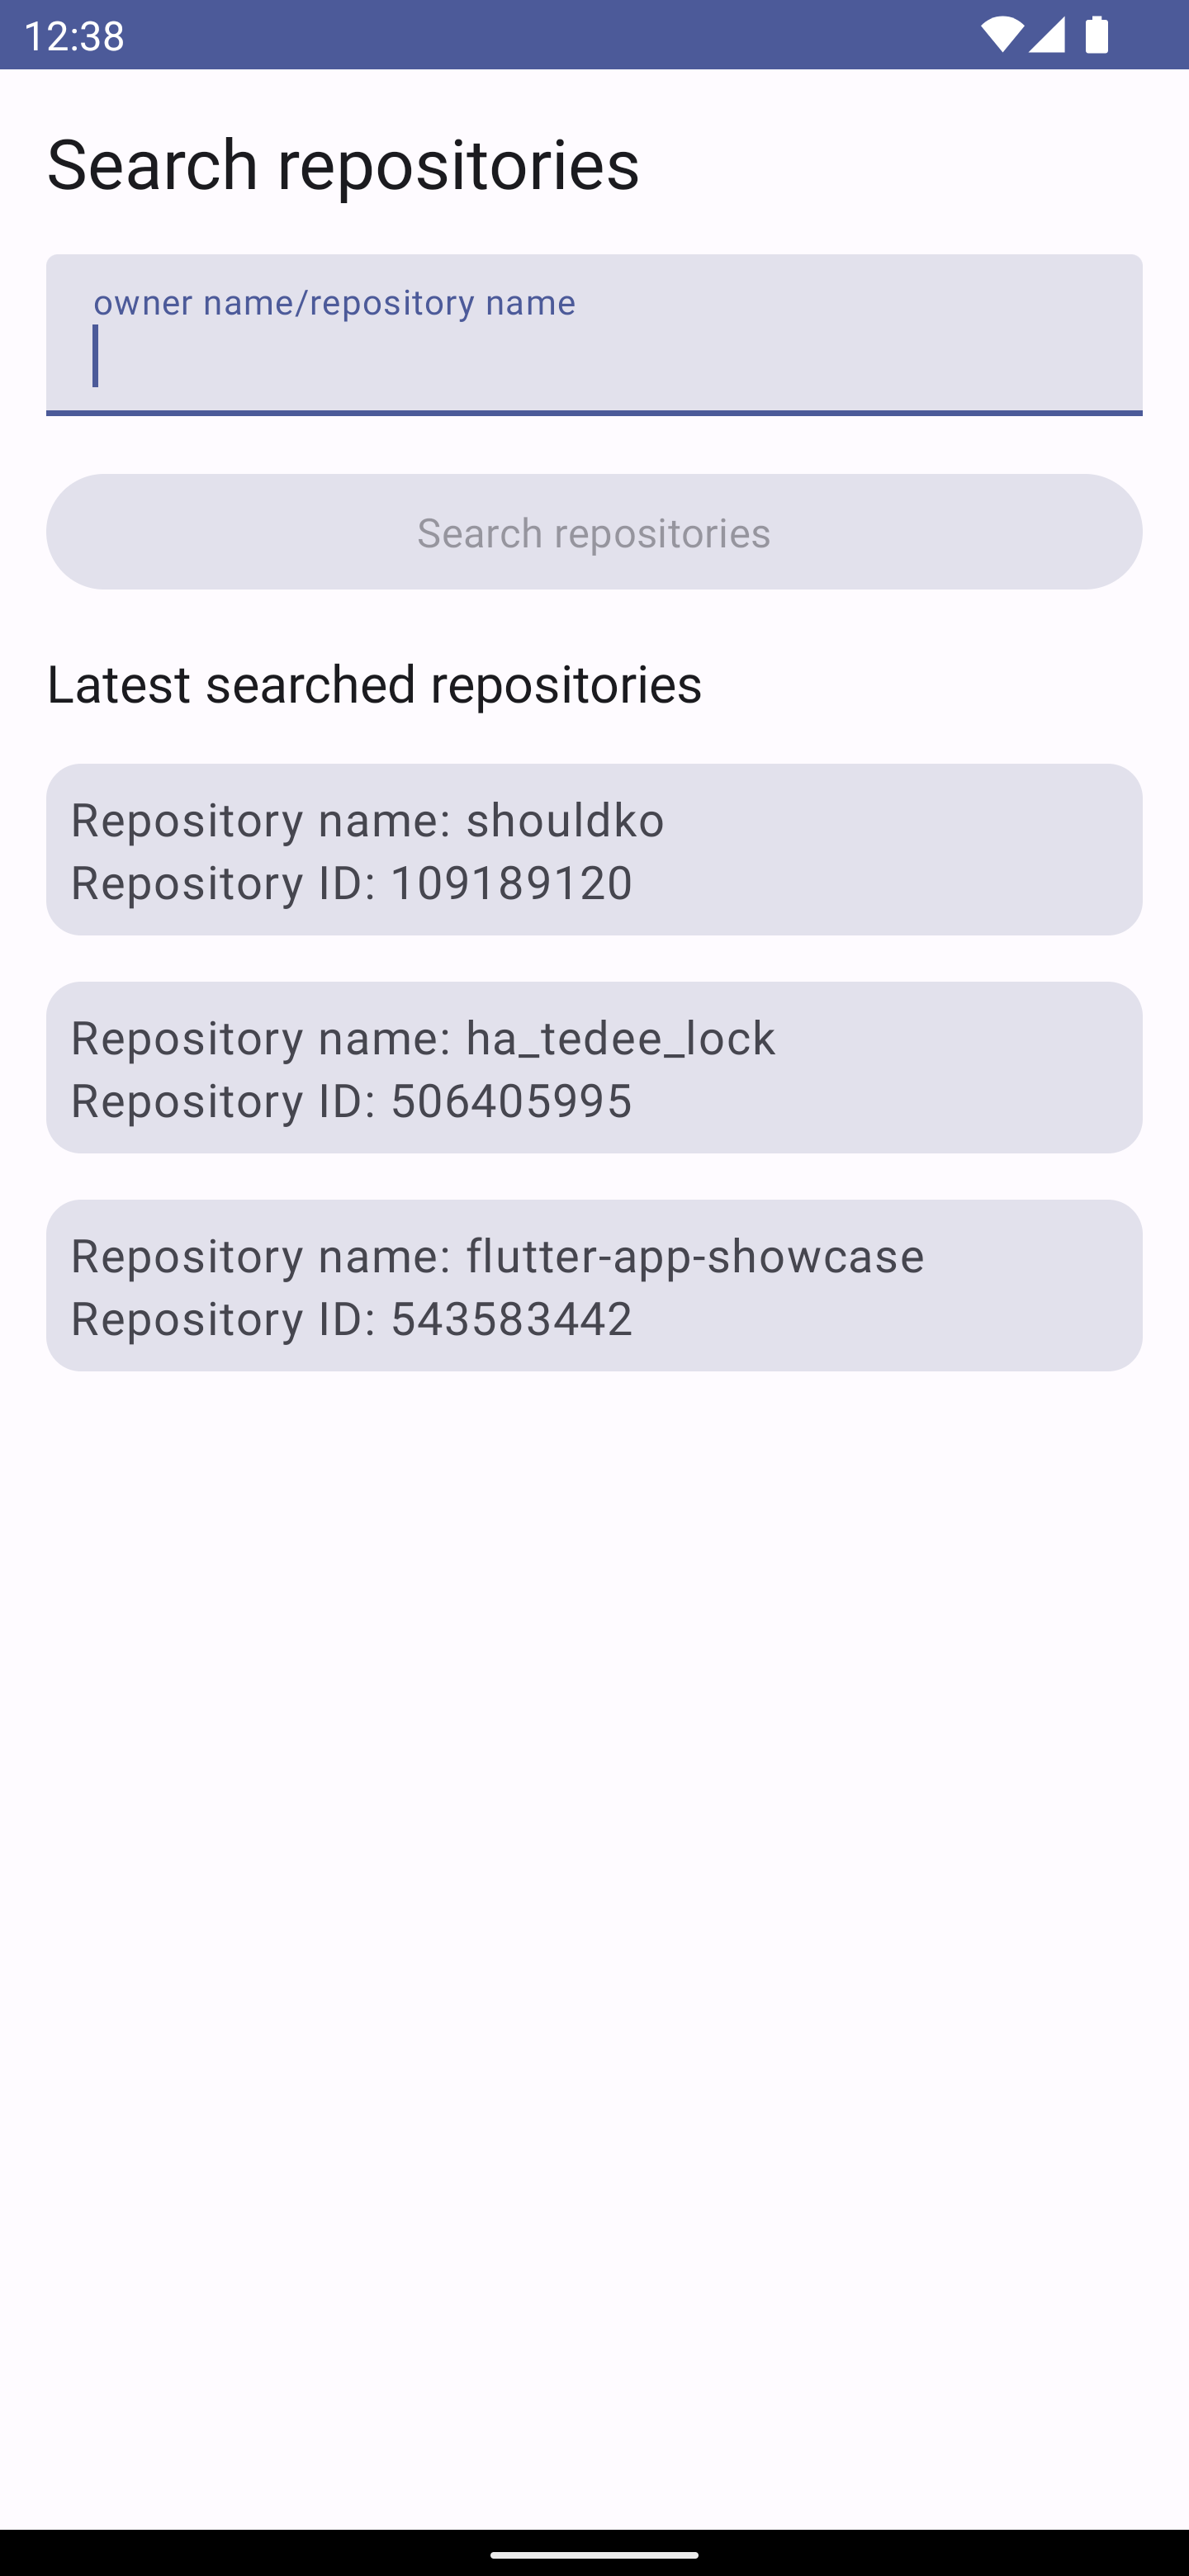 12:38
Search repositories
owner name/repository name
Search repositories
Latest searched repositories
Repository name: shouldko
Repository ID: 109189120
Repository name: ha_tedee_lock
Repository ID: 506405995
Repository name: flutter-app-showcase
Repository ID: 543583442